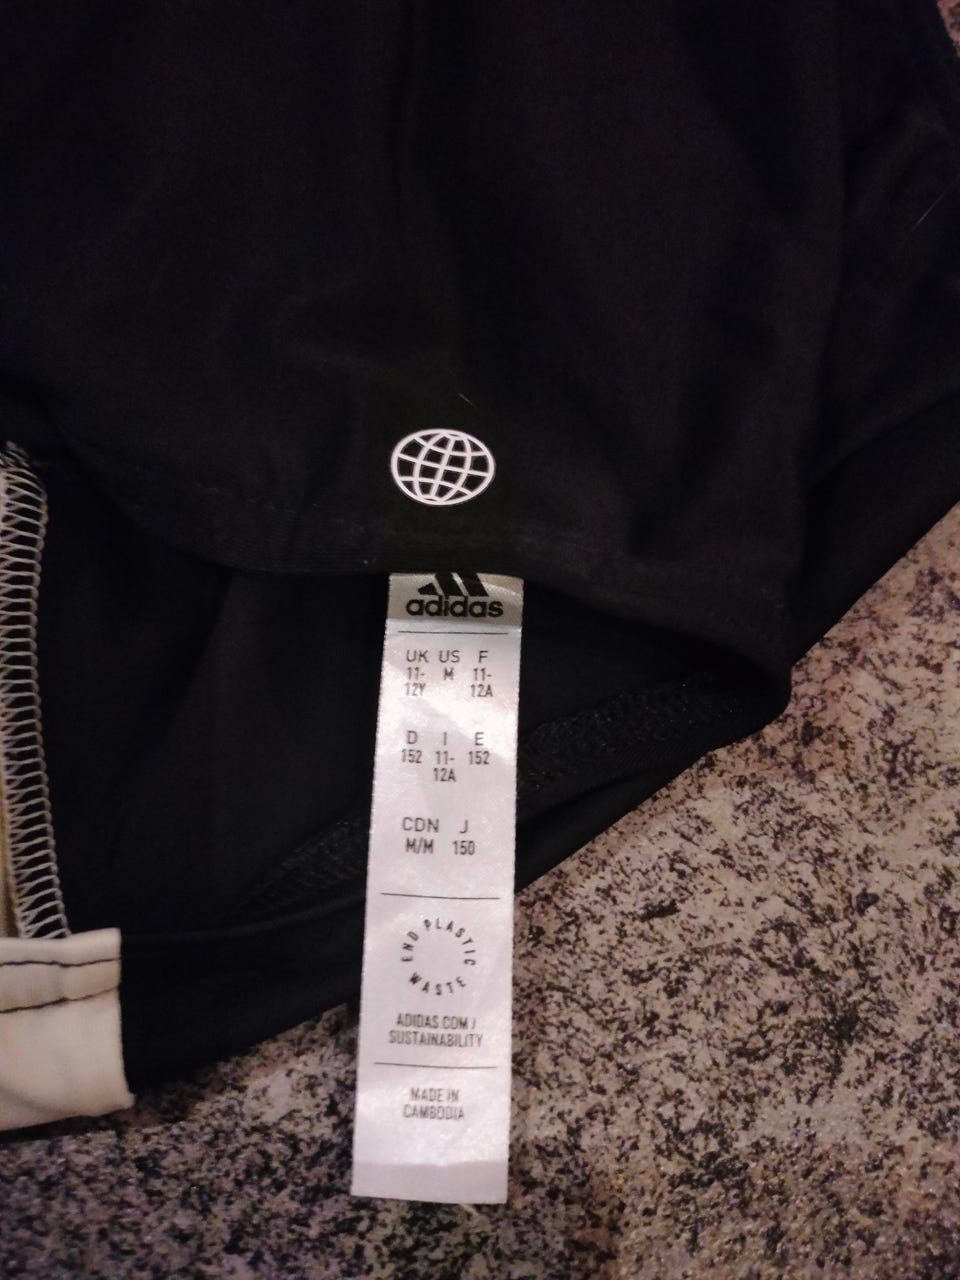 adidas
UK US F
11- M 11-
12Y 12A
D I E
152 11- 152
12A
CDN J
M/M 150
END PLASTIC WASTE
ADIDAS.COM /
SUSTAINABILITY
MADE IN
CAMBODIA